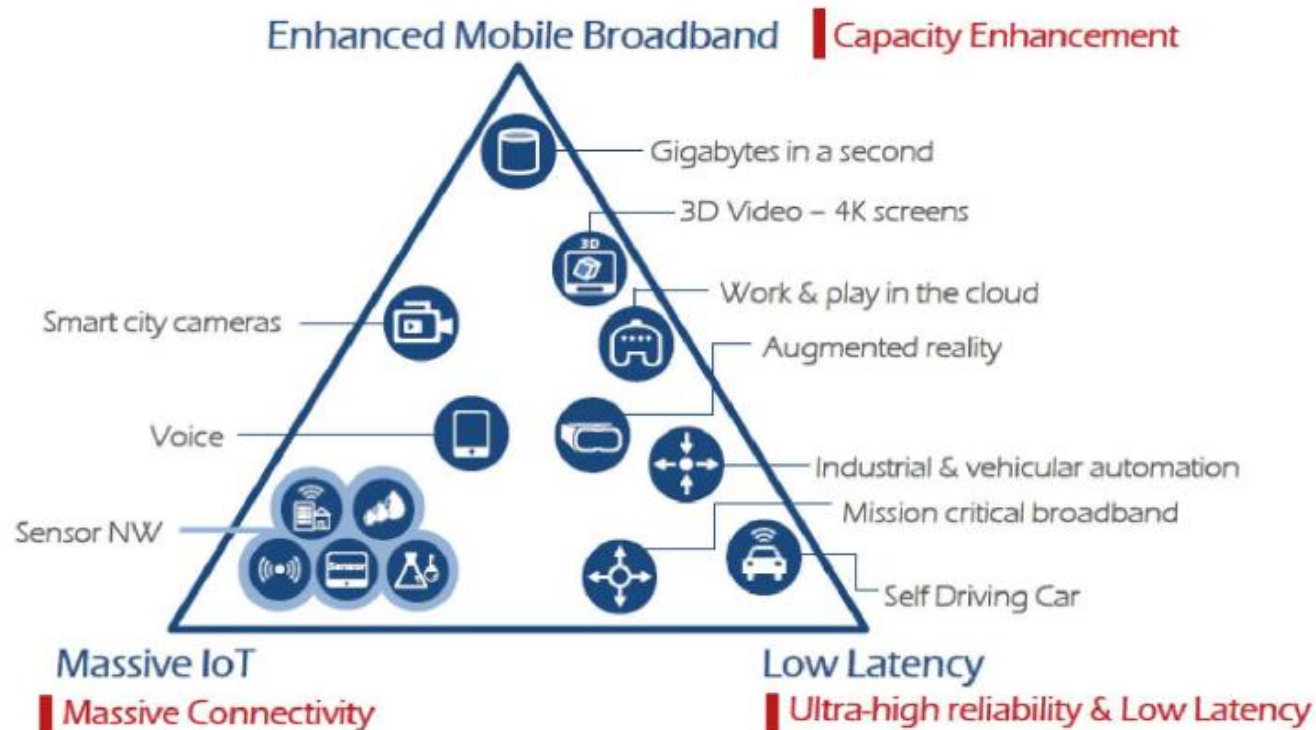 Enhanced Mobile Broadband
Capacity Enhancement
Gigabytes in a second
3D Video – 4K screens
3D
Work & play in the cloud
Smart city cameras
Augmented reality
Voice
Industrial & vehicular automation
Mission critical broadband
Sensor NW
Sensor
Self Driving Car
Massive IoT
Low Latency
Massive Connectivity
Ultra-high reliability & Low Latency